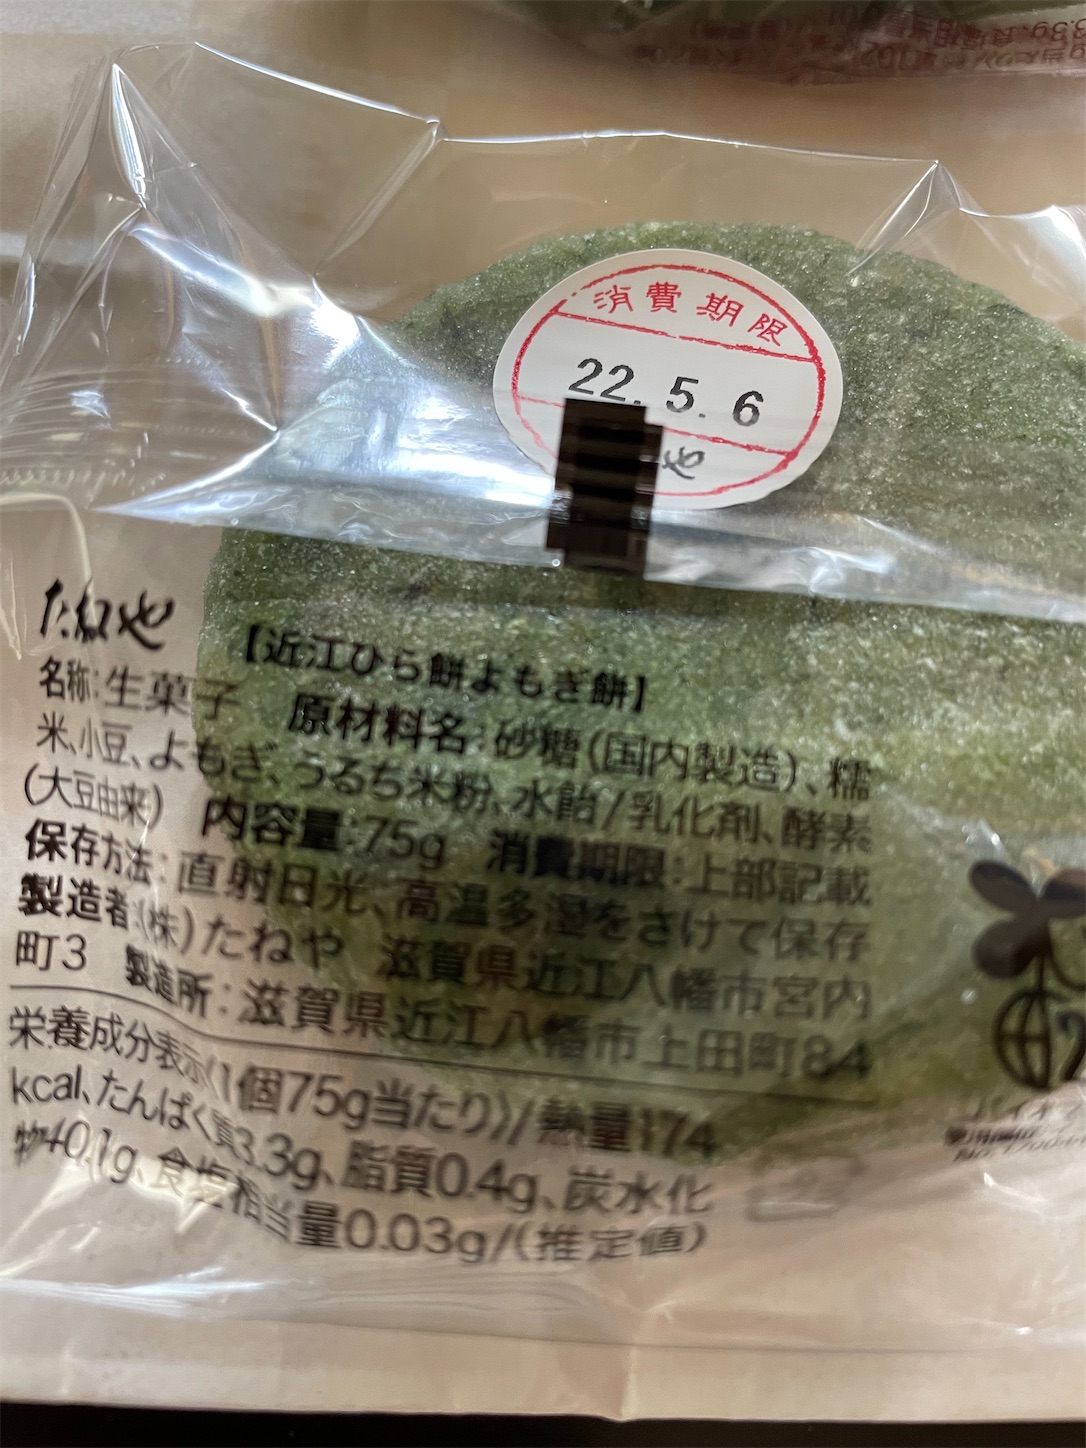 消費期限
22. 5. 6
や
たねや
【近江ひら餅よもぎ餅】
名称:生菓子 原材料名:砂糖(国内製造)、糯
米、小豆、よもぎ、うるち米粉、水飴/乳化剤、酵素
(大豆由来) 内容量:75g 消費期限:上部記載
保存方法:直射日光、高温多湿をさけて保存
製造者:(株)たねや 滋賀県近江八幡市宮内
町3 製造所:滋賀県近江八幡市上田町84
栄養成分表示〈1個75g当たり〉/熱量174
kcal、たんぱく質3.3g、脂質0.4g、炭水化
物40.1g、食塩相当量0.03g/(推定値)